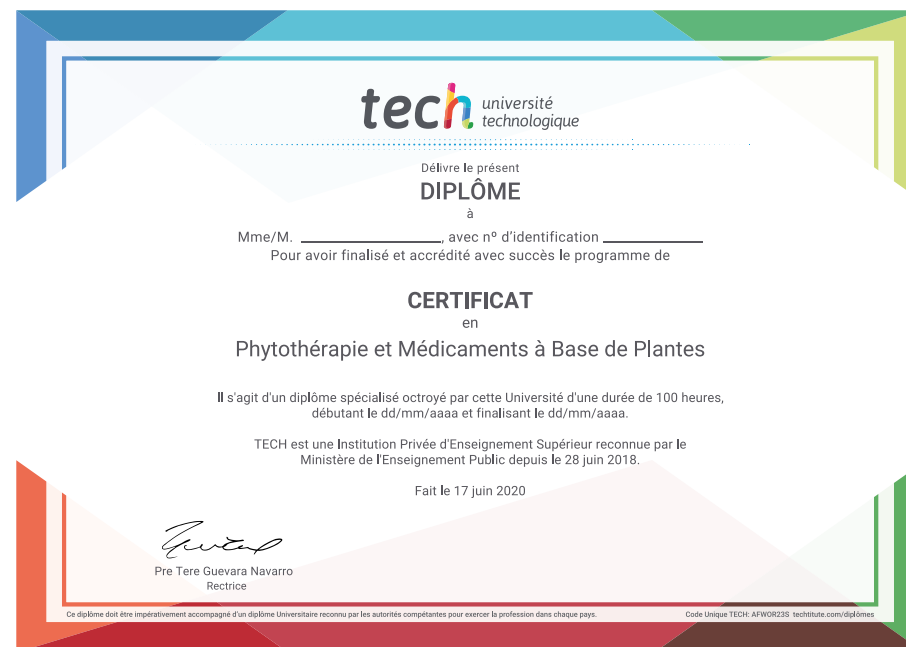 tech université
technologique
Délivre le présent
DIPLÔME
à
Mme/M. ____________________, avec nº d'identification ______________
Pour avoir finalisé et accrédité avec succès le programme de
CERTIFICAT
en
Phytothérapie et Médicaments à Base de Plantes
Il s'agit d'un diplôme spécialisé octroyé par cette Université d'une durée de 100 heures,
débutant le dd/mm/aaaa et finalisant le dd/mm/aaaa.
TECH est une Institution Privée d'Enseignement Supérieur reconnue par le
Ministère de l'Enseignement Public depuis le 28 juin 2018.
Fait le 17 juin 2020
Pre Tere Guevara Navarro
Rectrice
Ce diplôme doit être impérativement accompagné d'un diplôme Universitaire reconnu par les autorités compétantes pour exercer la profession dans chaque pays.
Code Unique TECH: AFWOR23S techtitute.com/diplômes